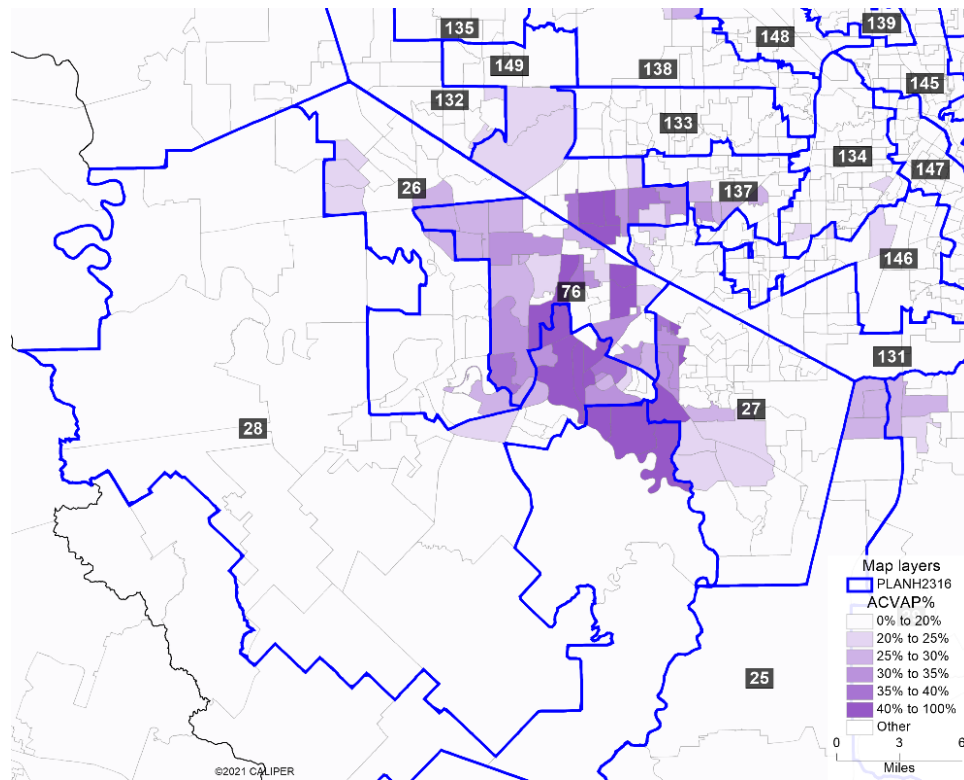 135
139
148
149
138
145
132
133
134
147
26
137
146
76
131
27
28
25
Map layers
PLANH2316
ACVAP%
0% to 20%
20% to 25%
25% to 30%
30% to 35%
35% to 40%
40% to 100%
Other
0 3 6
Miles
©2021 CALIPER